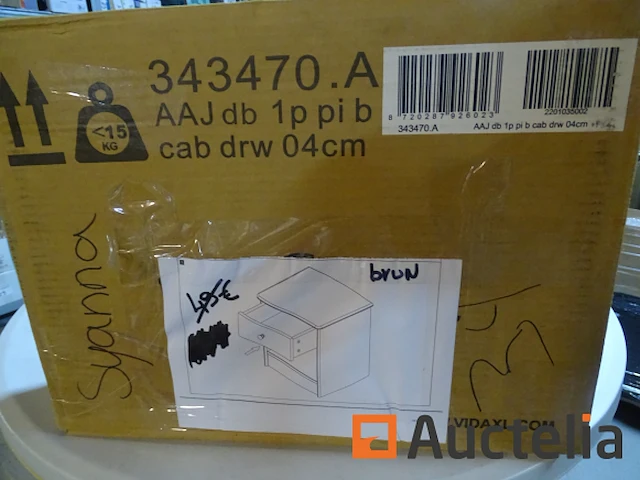 343470.A
AAJ db 1p pi b
cab drw 04cm
<15
KG
8 720287 926023
2201035002
343470.A AAJ db 1p pi b cab drw 04cm
Syanna
brun
VIDAXL.COM
Auctelia